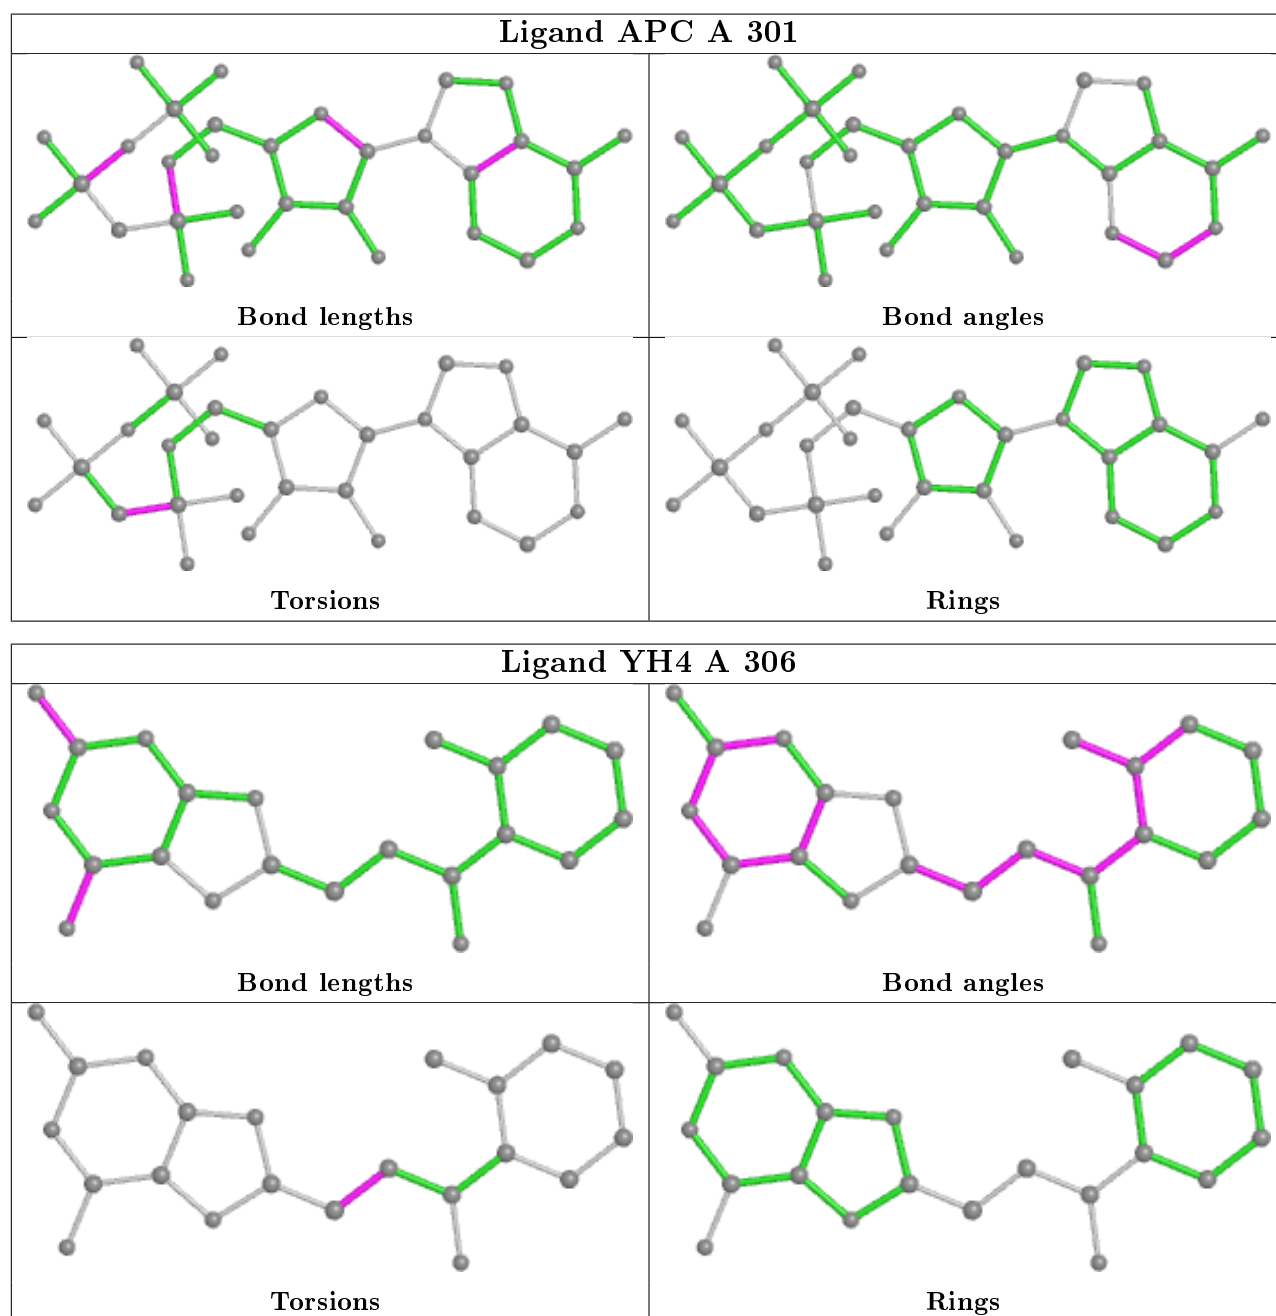 Ligand APC A 301
Bond lengths
Bond angles
Torsions
Rings
Ligand YH4 A 306
Bond lengths
Bond angles
Torsions
Rings